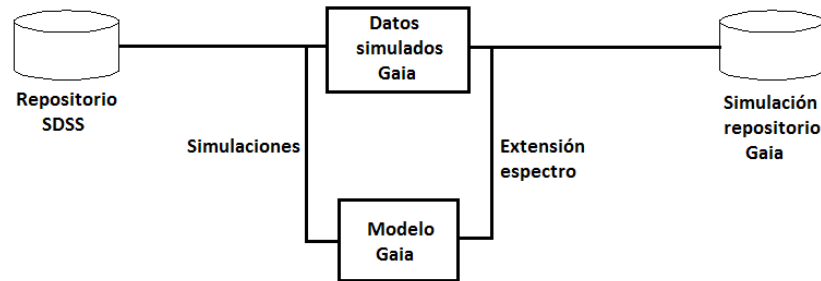 Datos
simulados
Gaia
Repositorio
SDSS
Simulación
repositorio
Gaia
Simulaciones
Extensión
espectro
Modelo
Gaia